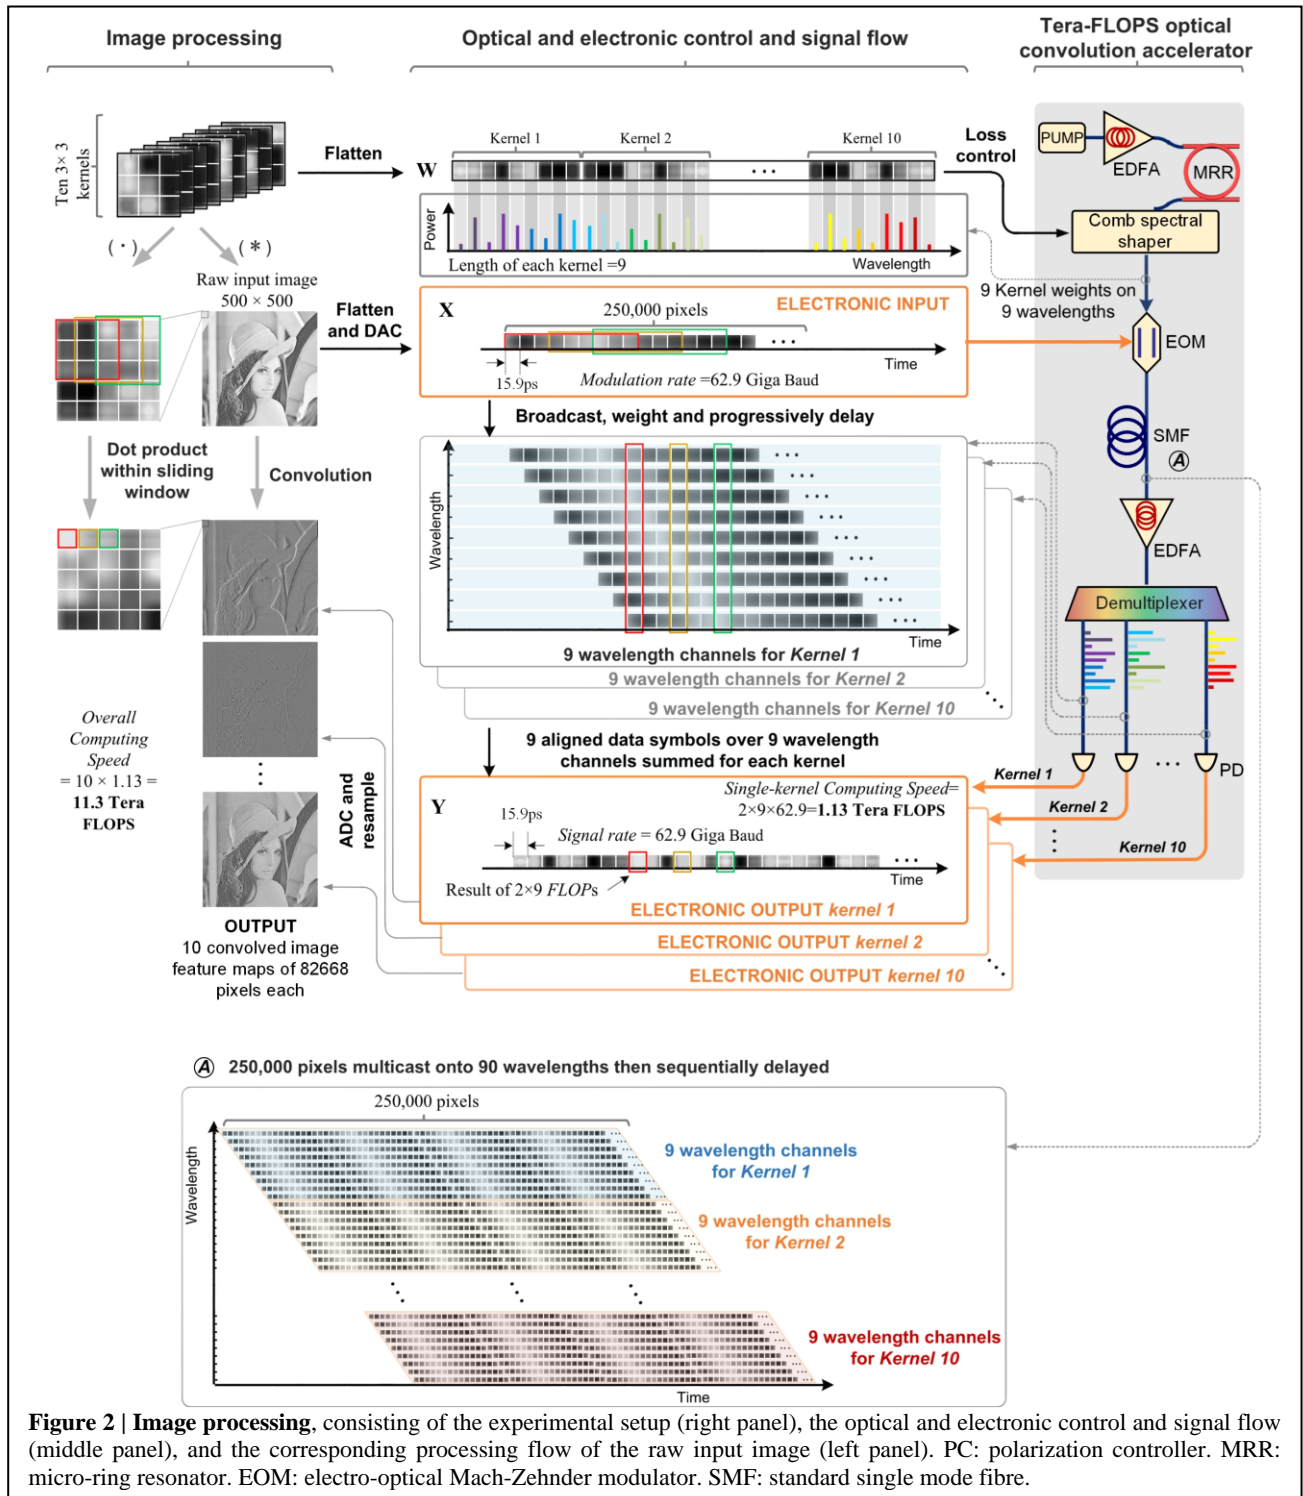 Image processing
Optical and electronic control and signal flow
Tera-FLOPS optical
convolution accelerator
Ten 3× 3
kernels
Flatten
W
Kernel 1
Kernel 2
Kernel 10
• • •
Loss
control
PUMP
EDFA
MRR
Comb spectral
shaper
Power
Length of each kernel =9
Wavelength
( · )
( * )
Raw input image
500 × 500
Flatten
and DAC
X
ELECTRONIC INPUT
250,000 pixels
• • •
Time
15.9ps
Modulation rate =62.9 Giga Baud
9 Kernel weights on
9 wavelengths
EOM
Broadcast, weight and progressively delay
Dot product
within sliding
window
Convolution
SMF
A
EDFA
Wavelength
Time
9 wavelength channels for Kernel 1
9 wavelength channels for Kernel 2
9 wavelength channels for Kernel 10
Demultiplexer
Overall
Computing
Speed
= 10 × 1.13 =
11.3 Tera
FLOPS
ADC and
resample
9 aligned data symbols over 9 wavelength
channels summed for each kernel
Y
Single-kernel Computing Speed=
2×9×62.9=1.13 Tera FLOPS
15.9ps
Signal rate = 62.9 Giga Baud
• • •
Time
Result of 2×9 FLOPs
ELECTRONIC OUTPUT kernel 1
ELECTRONIC OUTPUT kernel 2
ELECTRONIC OUTPUT kernel 10
Kernel 1
Kernel 2
Kernel 10
• • •
PD
OUTPUT
10 convolved image
feature maps of 82668
pixels each
A 250,000 pixels multicast onto 90 wavelengths then sequentially delayed
250,000 pixels
Wavelength
9 wavelength channels
for Kernel 1
9 wavelength channels
for Kernel 2
9 wavelength channels
for Kernel 10
Time
Figure 2 | Image processing, consisting of the experimental setup (right panel), the optical and electronic control and signal flow
(middle panel), and the corresponding processing flow of the raw input image (left panel). PC: polarization controller. MRR:
micro-ring resonator. EOM: electro-optical Mach-Zehnder modulator. SMF: standard single mode fibre.